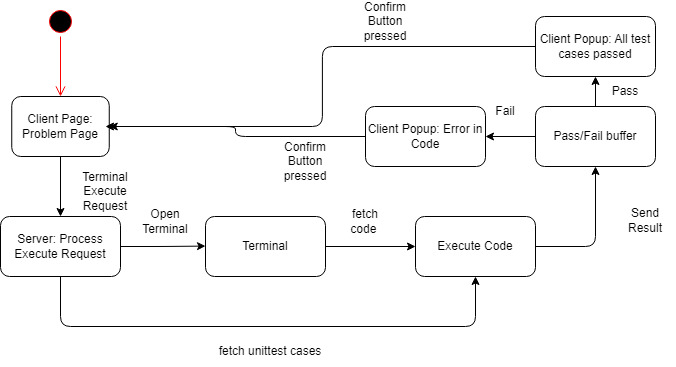 Confirm
Button
pressed
Client Popup: All test
cases passed
Pass
Client Page:
Problem Page
Fail
Client Popup: Error in
Code
Pass/Fail buffer
Confirm
Button
pressed
Terminal
Execute
Request
Open
Terminal
fetch
code
Send
Result
Server: Process
Execute Request
Terminal
Execute Code
fetch unittest cases